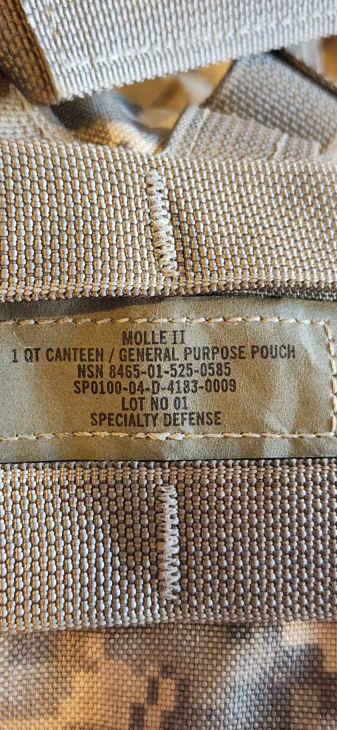 MOLLE II
1 QT CANTEEN / GENERAL PURPOSE POUCH
NSN 8465-01-525-0585
SP0100-04-D-4183-0009
LOT NO 01
SPECIALTY DEFENSE